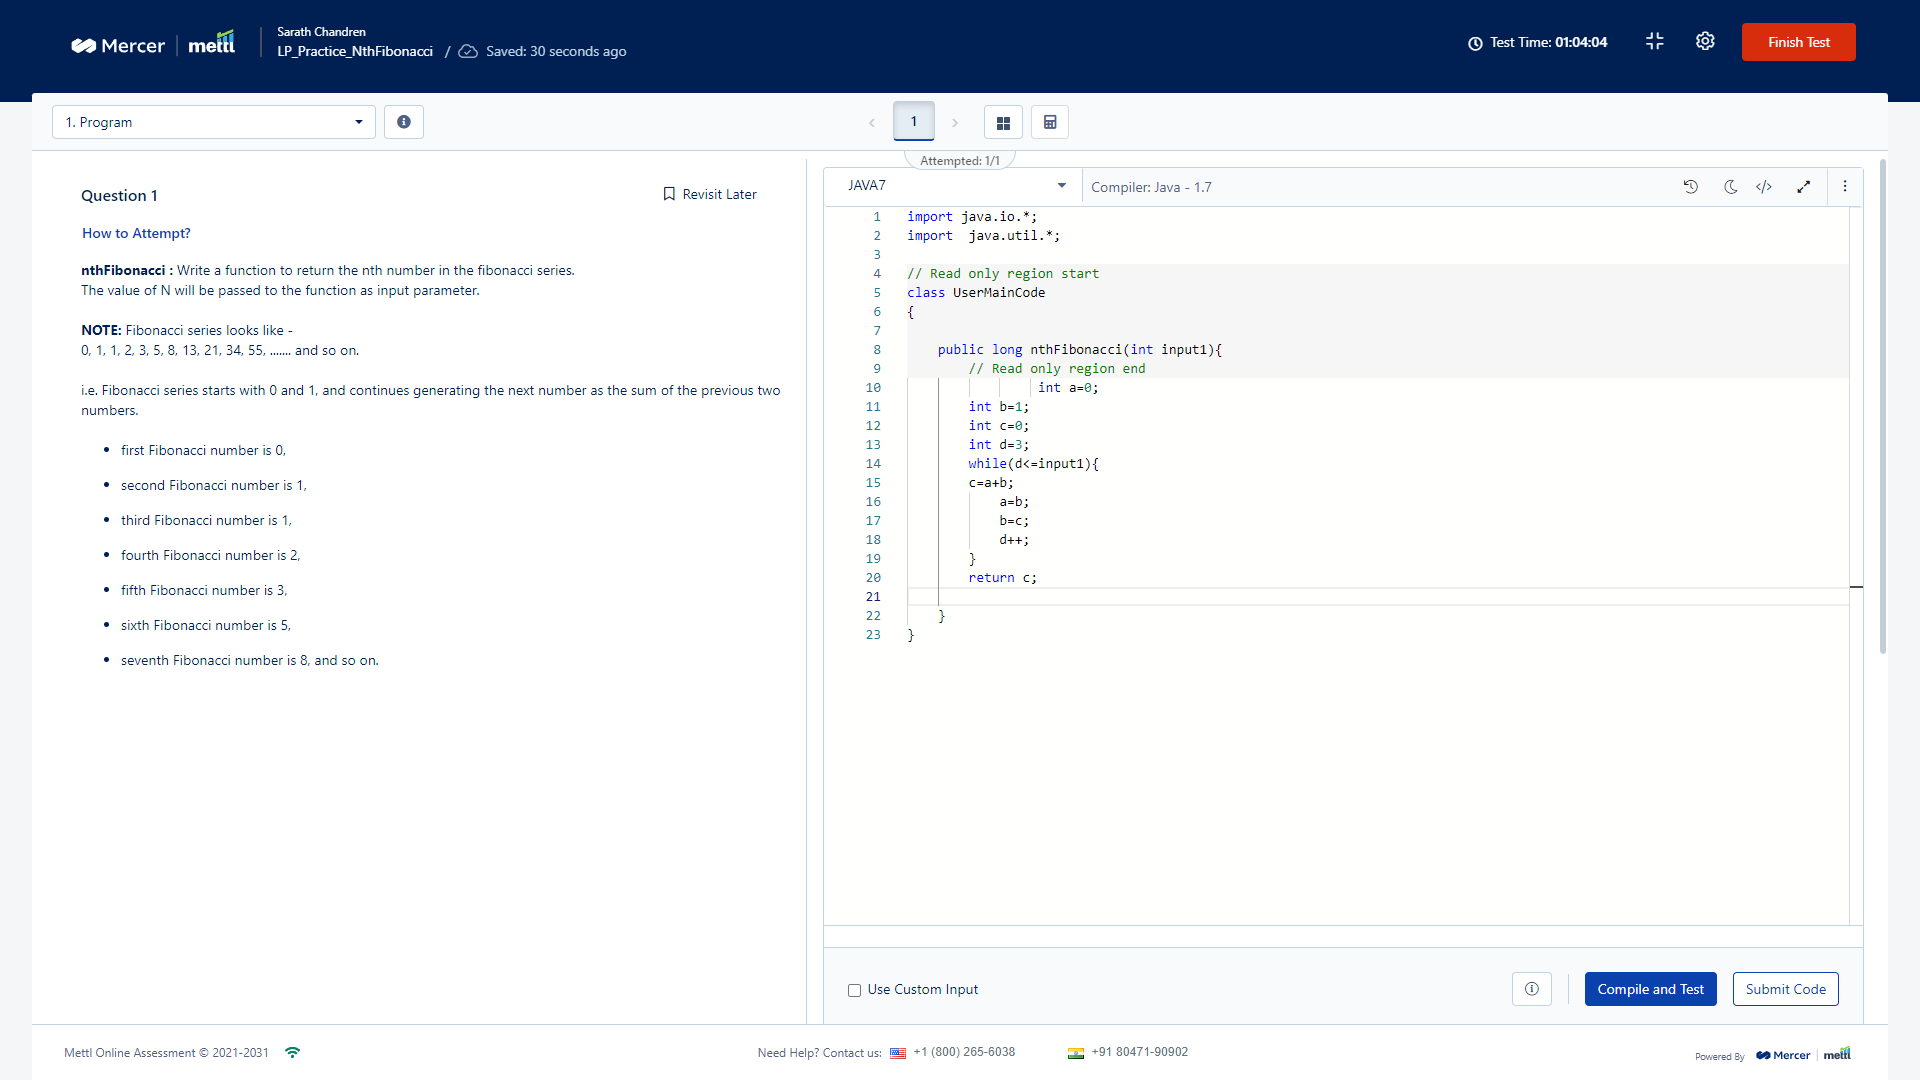 Mercer mettl
Sarath Chandren
LP_Practice_NthFibonacci / Saved: 30 seconds ago
Test Time: 01:04:04
Finish Test
1. Program
1
Attempted: 1/1
Question 1
Revisit Later
How to Attempt?
nthFibonacci : Write a function to return the nth number in the fibonacci series.
The value of N will be passed to the function as input parameter.
NOTE: Fibonacci series looks like -
0, 1, 1, 2, 3, 5, 8, 13, 21, 34, 55, ....... and so on.
i.e. Fibonacci series starts with 0 and 1, and continues generating the next number as the sum of the previous two
numbers.
• first Fibonacci number is 0,
• second Fibonacci number is 1,
• third Fibonacci number is 1,
• fourth Fibonacci number is 2,
• fifth Fibonacci number is 3,
• sixth Fibonacci number is 5,
• seventh Fibonacci number is 8, and so on.
JAVA7
Compiler: Java - 1.7
1 import java.io.*;
2 import  java.util.*;
3
4 // Read only region start
5 class UserMainCode
6 {
7
8     public long nthFibonacci(int input1){
9         // Read only region end
10                 int a=0;
11         int b=1;
12         int c=0;
13         int d=3;
14         while(d<=input1){
15         c=a+b;
16             a=b;
17             b=c;
18             d++;
19         }
20         return c;
21
22     }
23 }
Use Custom Input
Compile and Test
Submit Code
Mettl Online Assessment © 2021-2031
Need Help? Contact us: +1 (800) 265-6038
+91 80471-90902
Powered By Mercer mettl